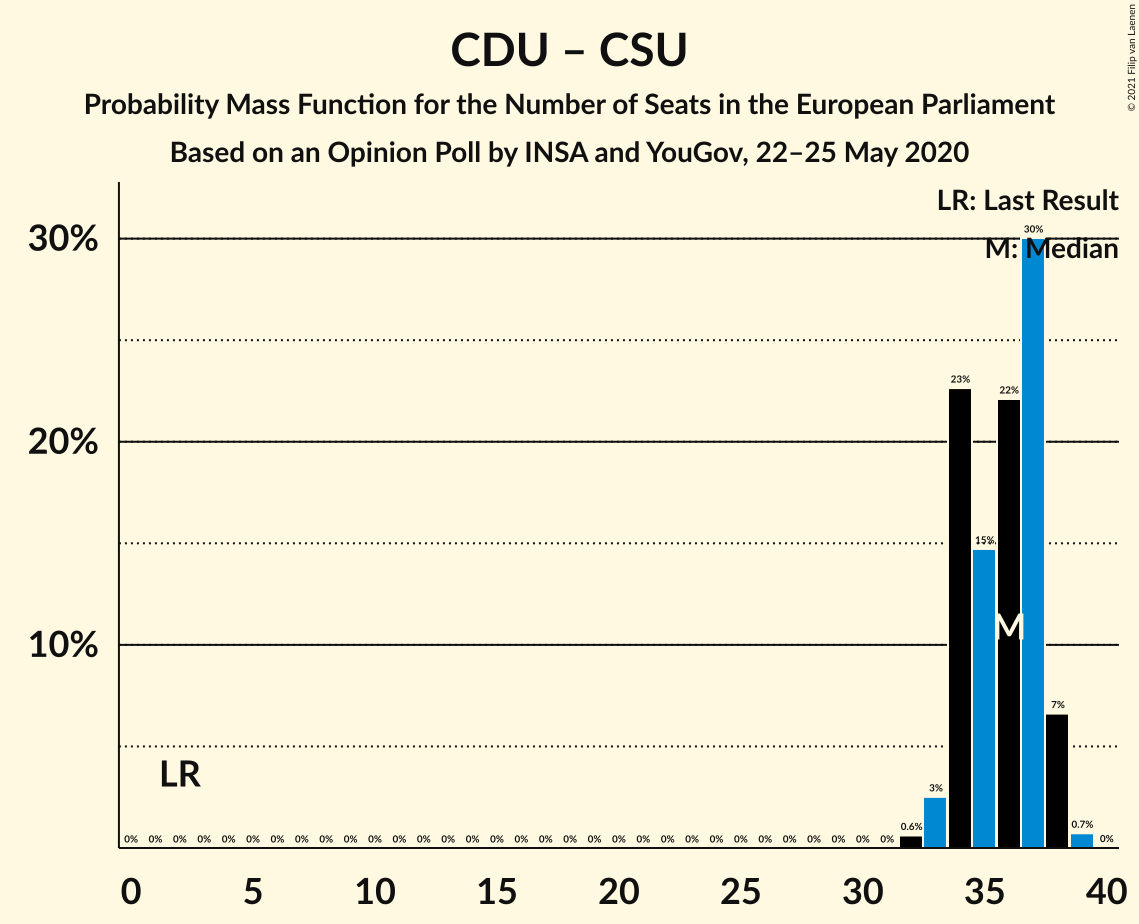 CDU – CSU
Probability Mass Function for the Number of Seats in the European Parliament
Based on an Opinion Poll by INSA and YouGov, 22–25 May 2020
© 2021 Filip van Laenen
LR: Last Result
M: Median
30%
20%
10%
30%
23%
22%
15%
M
7%
LR
3%
0.6%
0.7%
0% 0% 0% 0% 0% 0% 0% 0% 0% 0% 0% 0% 0% 0% 0% 0% 0% 0% 0% 0% 0% 0% 0% 0% 0% 0% 0% 0% 0% 0% 0% 0% 0%
0 5 10 15 20 25 30 35 40